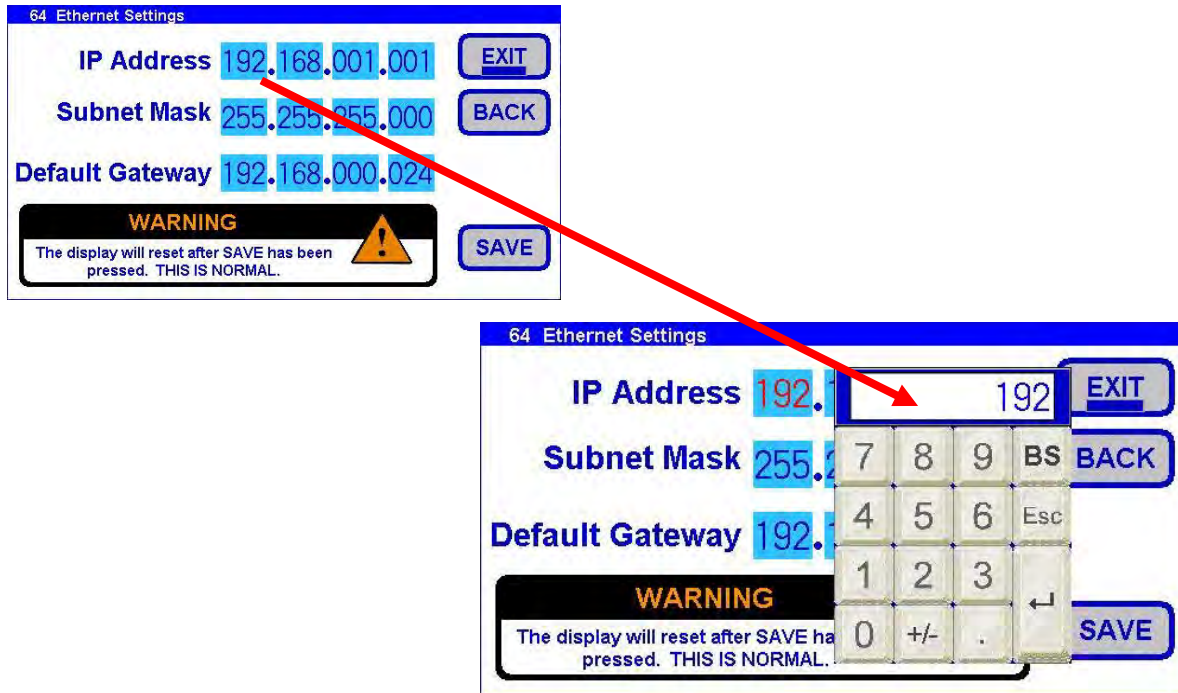 64 Ethernet Settings
IP Address 192.168.001.001 EXIT
Subnet Mask 255.255.255.000 BACK
Default Gateway 192.168.000.024
WARNING
The display will reset after SAVE has been
pressed. THIS IS NORMAL.
SAVE
64 Ethernet Settings
IP Address 192. 192 EXIT
Subnet Mask 255. 7 8 9 BS BACK
4 5 6 Esc
Default Gateway 192.
1 2 3
WARNING
The display will reset after SAVE ha 0 +/- . SAVE
pressed. THIS IS NORMAL.